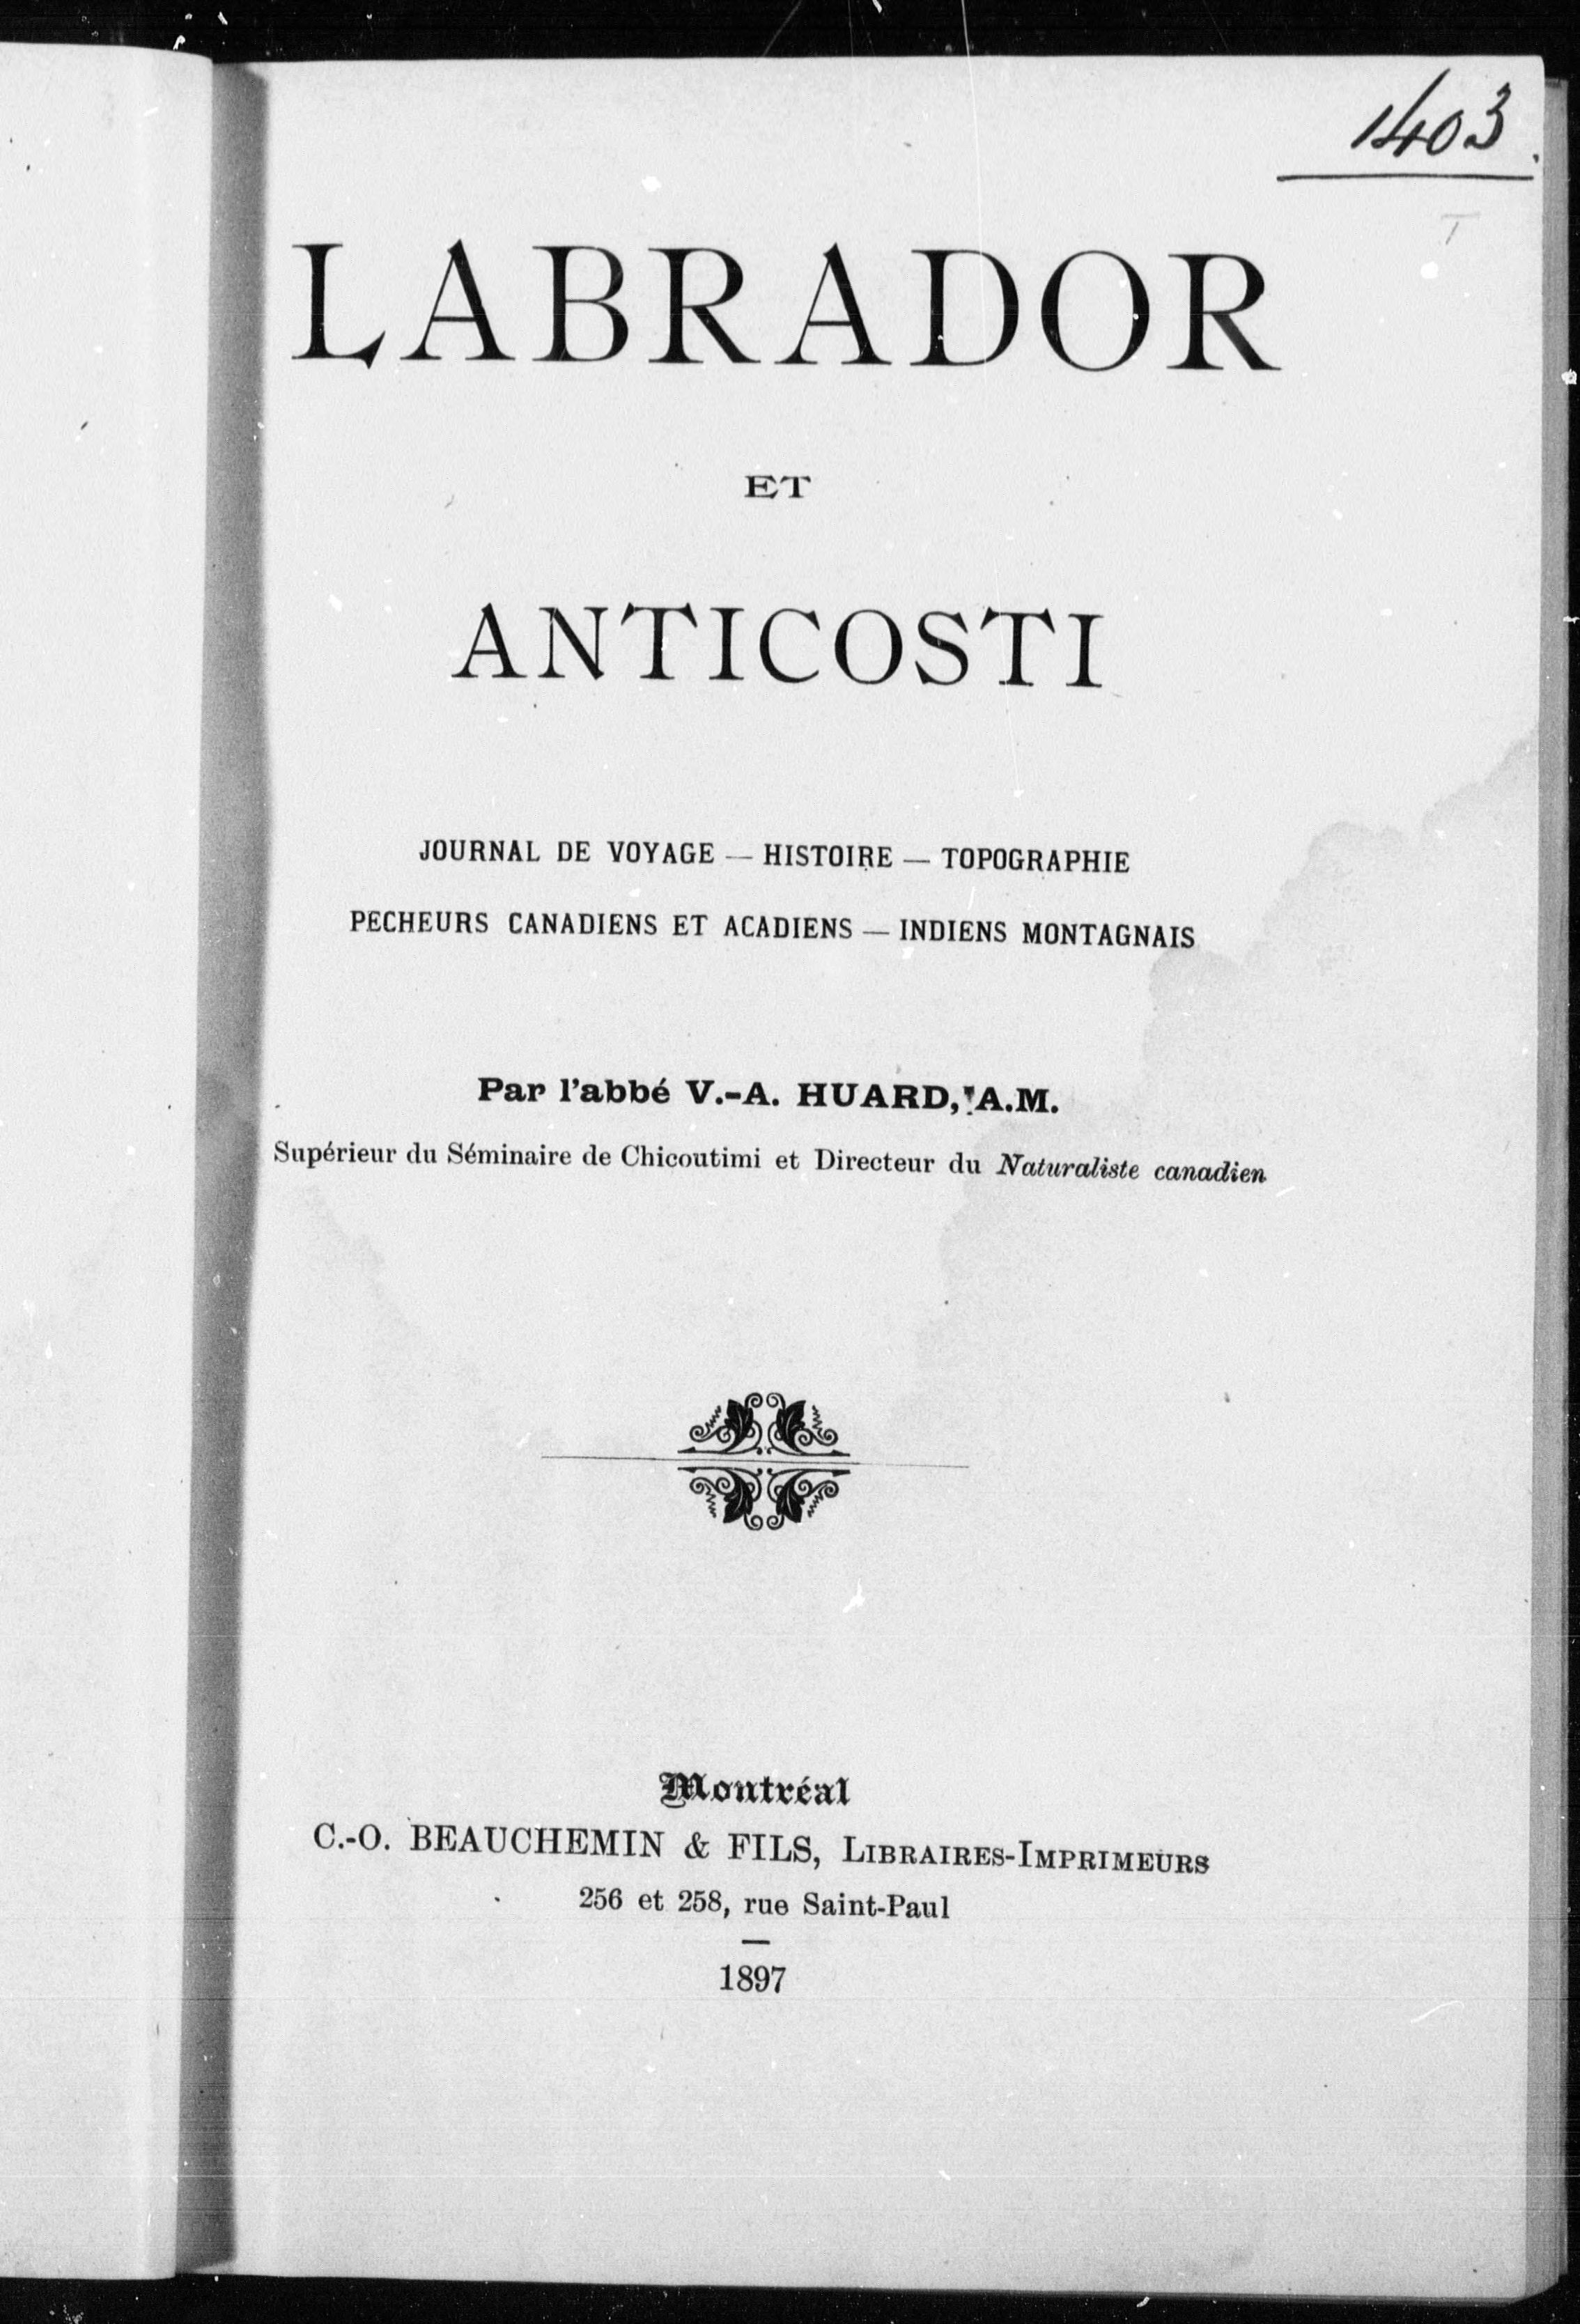 1403.
T
LABRADOR
ET
ANTICOSTI
JOURNAL DE VOYAGE — HISTOIRE — TOPOGRAPHIE
PECHEURS CANADIENS ET ACADIENS — INDIENS MONTAGNAIS
Par l'abbé V.-A. HUARD, A.M.
Supérieur du Séminaire de Chicoutimi et Directeur du Naturaliste canadien
Montréal
C.-O. BEAUCHEMIN & FILS, LIBRAIRES-IMPRIMEURS
256 et 258, rue Saint-Paul
1897